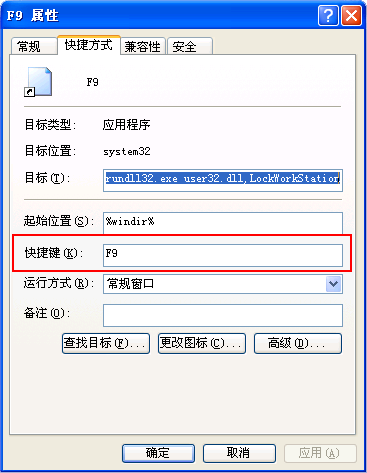 F9 属性
常规 快捷方式 兼容性 安全
F9
目标类型: 应用程序
目标位置: system32
目标(T): rundll32.exe user32.dll,LockWorkStation
起始位置(S): %windir%
快捷键(K): F9
运行方式(R): 常规窗口
备注(O):
查找目标(F)... 更改图标(C)... 高级(D)...
确定 取消 应用(A)